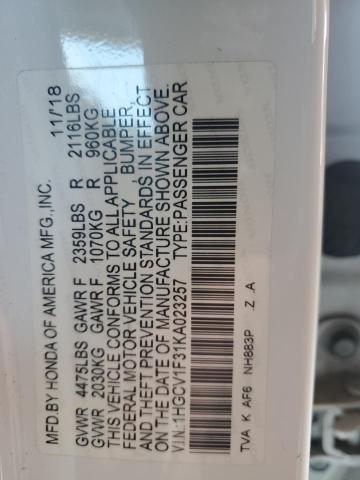 MFD.BY HONDA OF AMERICA MFG.,INC. 11/18
GVWR 4475LBS GAWR F 2359LBS R 2116LBS
GVWR 2030KG GAWR F 1070KG R 960KG
THIS VEHICLE CONFORMS TO ALL APPLICABLE
FEDERAL MOTOR VEHICLE SAFETY , BUMPER,
AND THEFT PREVENTION STANDARDS IN EFFECT
ON THE DATE OF MANUFACTURE SHOWN ABOVE.
V.I.N.:1HGCV1F31KA023257 TYPE:PASSENGER CAR
TVA K AF6 NH883P .Z .A